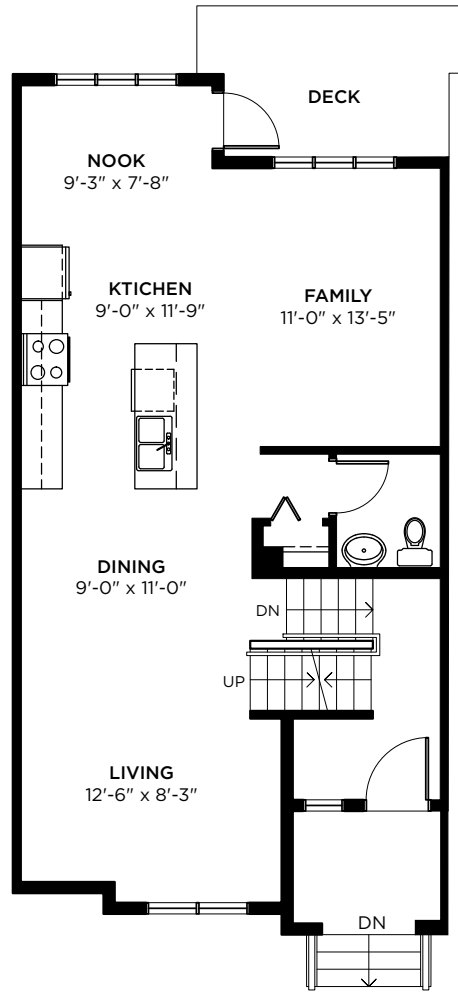 DECK
NOOK
9'-3" x 7'-8"
KTICHEN
9'-0" x 11'-9"
FAMILY
11'-0" x 13'-5"
DINING
9'-0" x 11'-0"
DN
UP
LIVING
12'-6" x 8'-3"
DN